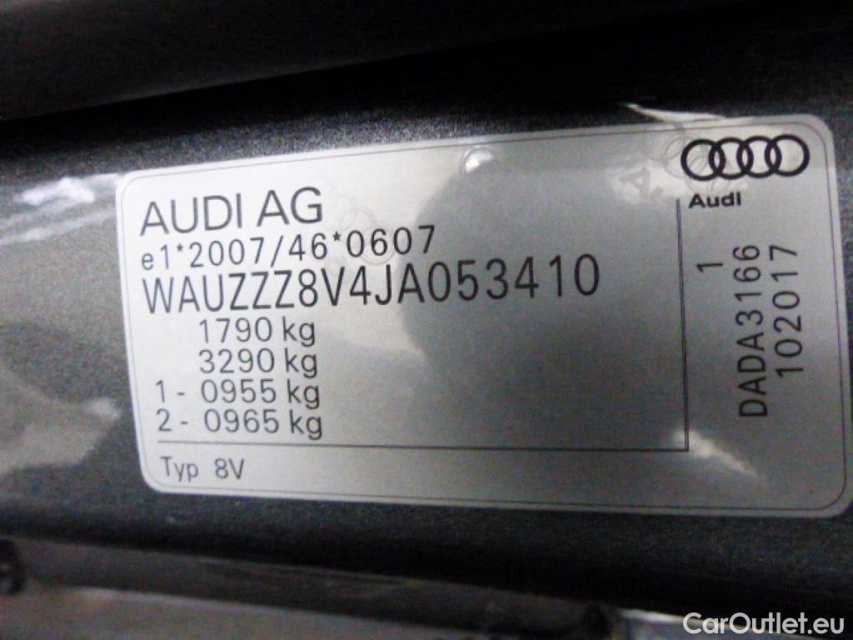 AUDI AG
e1*2007/46*0607
WAUZZZ8V4JA053410
1790 kg
3290 kg
1- 0955 kg
2- 0965 kg
Typ 8V
Audi
1
DADA3166
102017
CarOutlet.eu